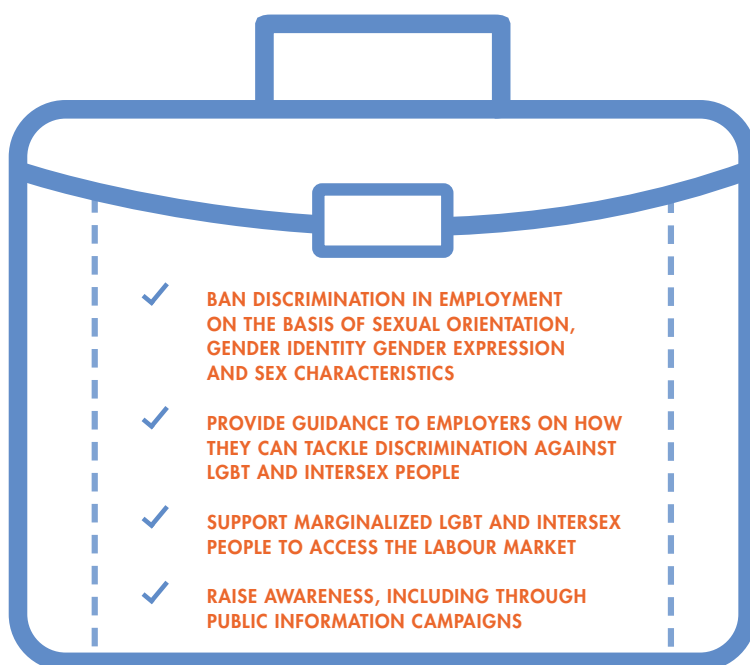 BAN DISCRIMINATION IN EMPLOYMENT
ON THE BASIS OF SEXUAL ORIENTATION,
GENDER IDENTITY GENDER EXPRESSION
AND SEX CHARACTERISTICS
PROVIDE GUIDANCE TO EMPLOYERS ON HOW
THEY CAN TACKLE DISCRIMINATION AGAINST
LGBT AND INTERSEX PEOPLE
SUPPORT MARGINALIZED LGBT AND INTERSEX
PEOPLE TO ACCESS THE LABOUR MARKET
RAISE AWARENESS, INCLUDING THROUGH
PUBLIC INFORMATION CAMPAIGNS